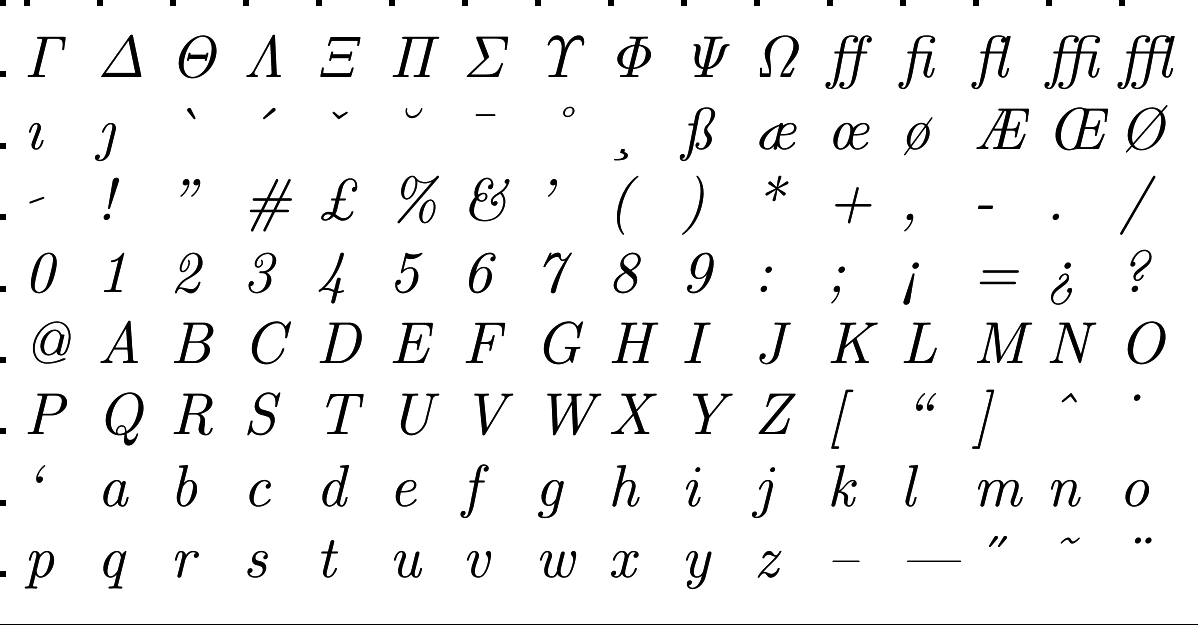 Γ Δ Θ Λ Ξ Π Σ Υ Φ Ψ Ω ff fi fl ffi ffl
ı ȷ ` ´ ˇ ˘ ¯ ˚ ¸ ß æ œ ø Æ Œ Ø
- ! ” # £ % & ’ ( ) * + , - . /
0 1 2 3 4 5 6 7 8 9 : ; ¡ = ¿ ?
@ A B C D E F G H I J K L M N O
P Q R S T U V W X Y Z [ “ ] ˆ ˙
‘ a b c d e f g h i j k l m n o
p q r s t u v w x y z – — ˝ ˜ ¨